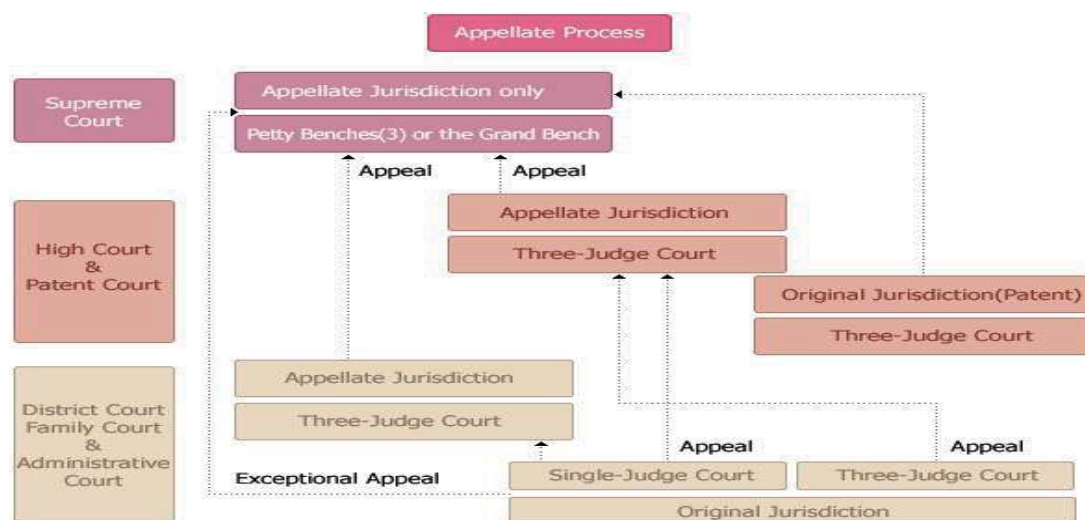 Appellate Process
Supreme
Court
Appellate Jurisdiction only
Petty Benches(3) or the Grand Bench
Appeal
Appeal
High Court
&
Patent Court
Appellate Jurisdiction
Three-Judge Court
Original Jurisdiction(Patent)
Three-Judge Court
District Court
Family Court
&
Administrative
Court
Appellate Jurisdiction
Three-Judge Court
Appeal
Appeal
Exceptional Appeal
Single-Judge Court
Three-Judge Court
Original Jurisdiction